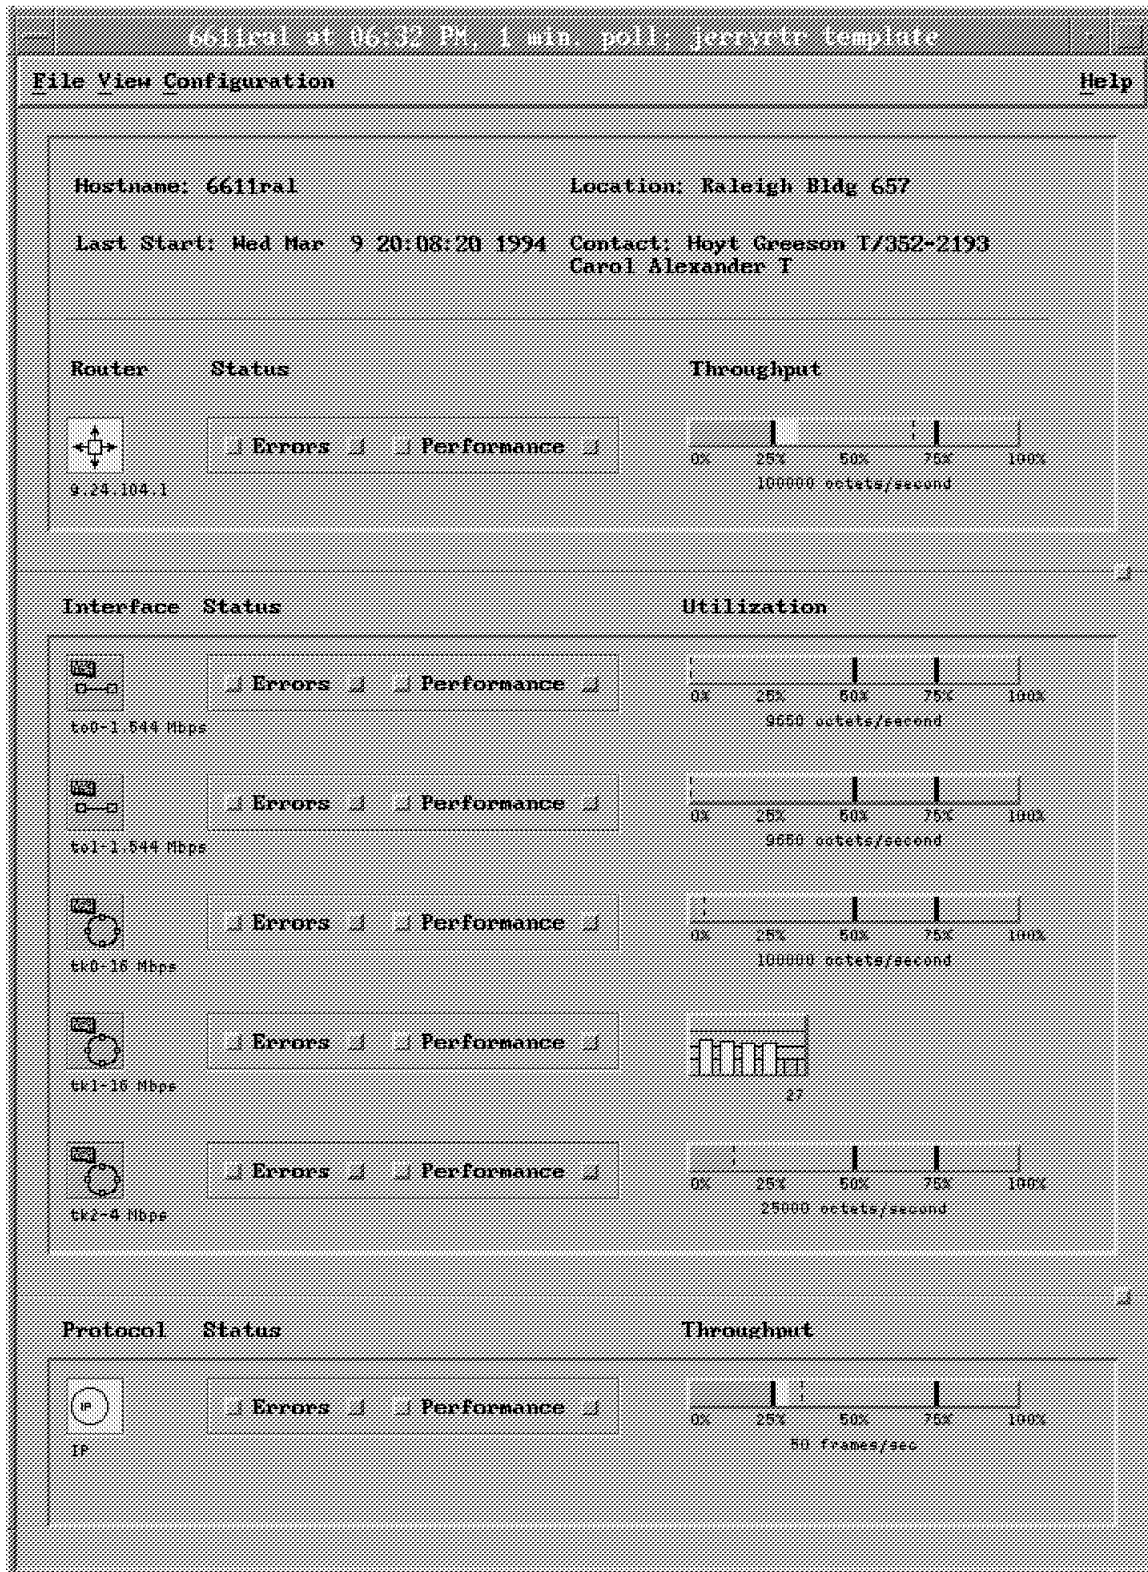 6611ral at 06:32 PM, 1 min. poll; jerryrtr template
File View Configuration Help
Hostname: 6611ral Location: Raleigh Bldg 657
Last Start: Wed Mar 9 20:08:20 1994 Contact: Hoyt Greeson T/352-2193
Carol Alexander T
Router Status Throughput
Errors Performance
0% 25% 50% 75% 100%
9.24.104.1 100000 octets/second
Interface Status Utilization
Errors Performance
0% 25% 50% 75% 100%
to0-1.544 Mbps 9650 octets/second
Errors Performance
0% 25% 50% 75% 100%
to1-1.544 Mbps 9650 octets/second
Errors Performance
0% 25% 50% 75% 100%
tk0-16 Mbps 100000 octets/second
Errors Performance
tk1-16 Mbps 27
Errors Performance
0% 25% 50% 75% 100%
tk2-4 Mbps 25000 octets/second
Protocol Status Throughput
IP Errors Performance
0% 25% 50% 75% 100%
IP frames/sec